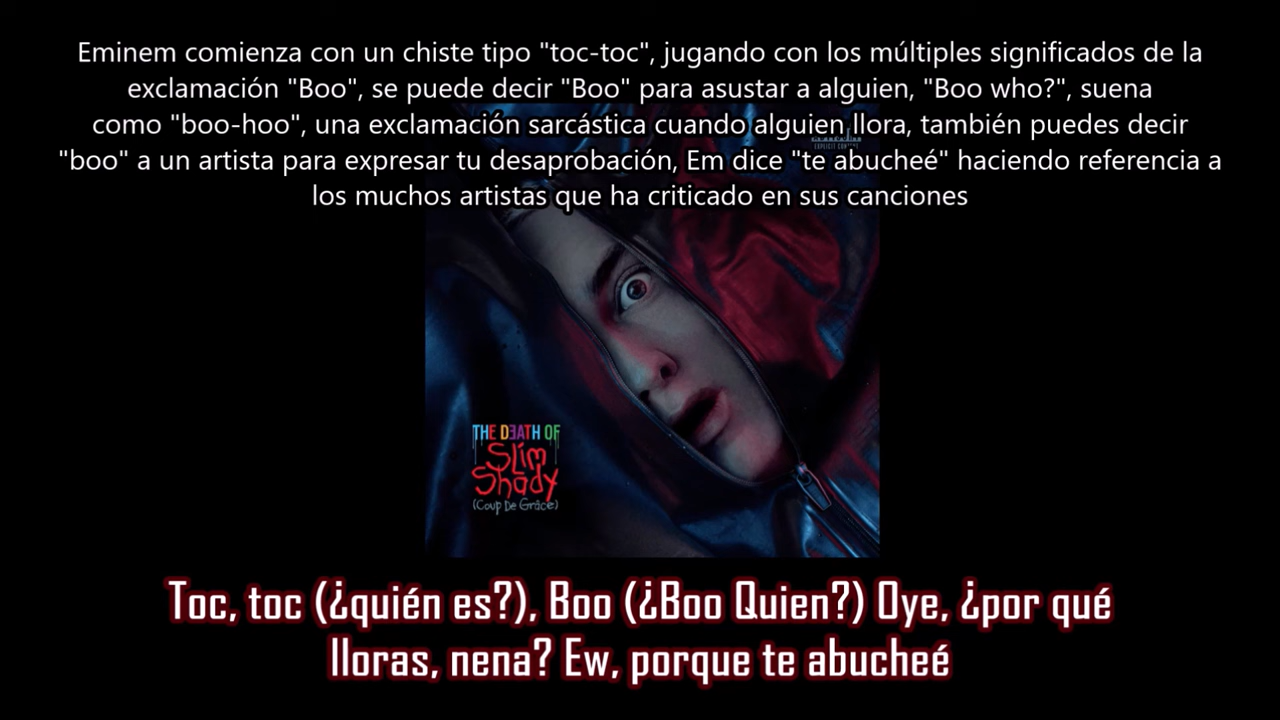 Eminem comienza con un chiste tipo "toc-toc", jugando con los múltiples significados de la
exclamación "Boo", se puede decir "Boo" para asustar a alguien, "Boo who?", suena
como "boo-hoo", una exclamación sarcástica cuando alguien llora, también puedes decir
"boo" a un artista para expresar tu desaprobación, Em dice "te abucheé" haciendo referencia a
los muchos artistas que ha criticado en sus canciones
THE DEATH OF
Slim
Shady
(Coup De Grâce)
Toc, toc (¿quién es?), Boo (¿Boo Quien?) Oye, ¿por qué
lloras, nena? Ew, porque te abucheé